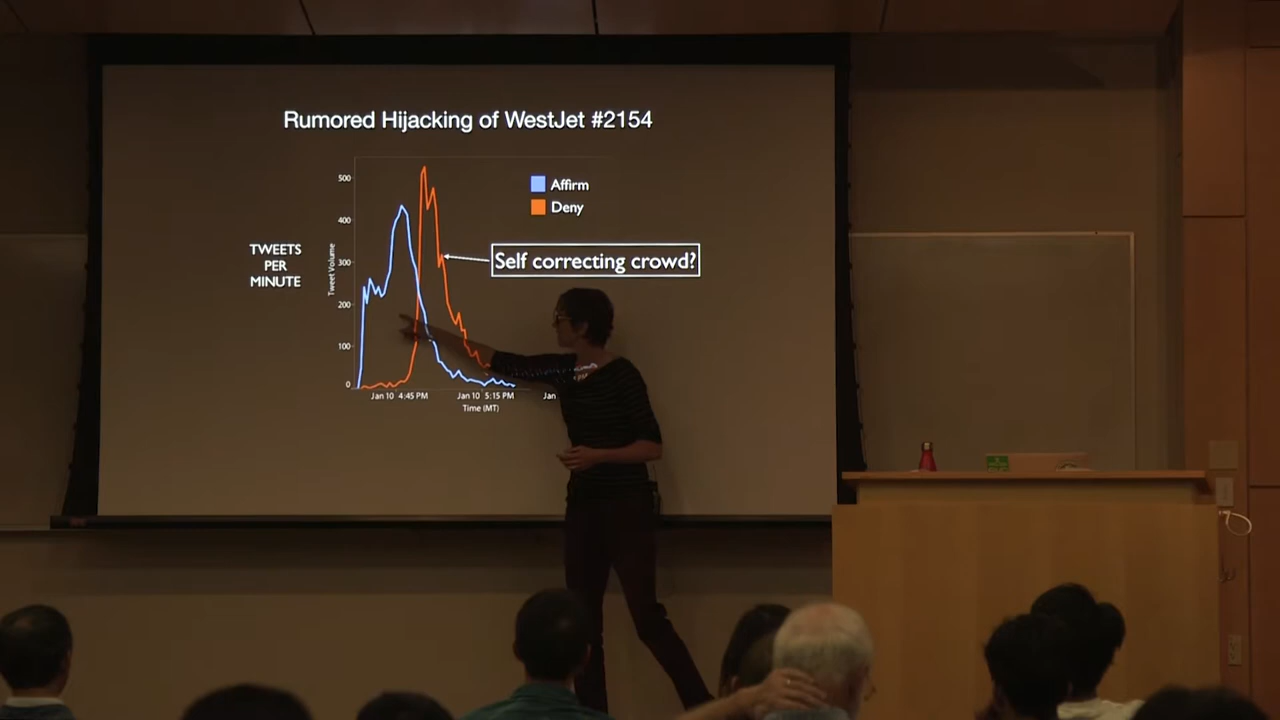 Rumored Hijacking of WestJet #2154
Affirm
Deny
TWEETS
PER
MINUTE
Self correcting crowd?
Tweet Volume
500
400
300
200
100
0
Jan 10 4:45 PM
Jan 10 5:15 PM
Jan
Time (MT)